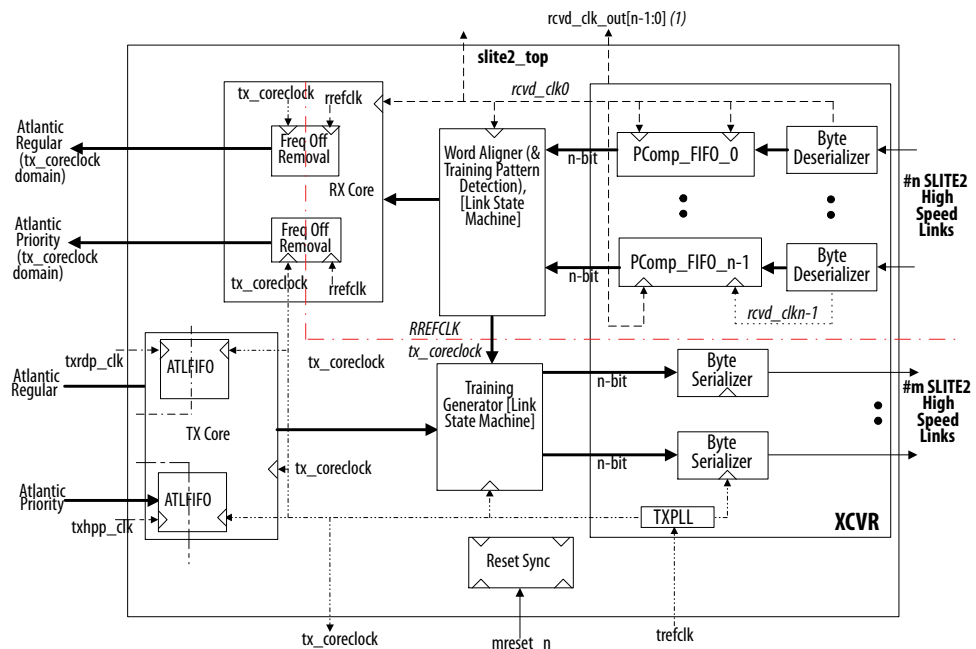 rcvd_clk_out[n-1:0] (1)
slite2_top
tx_coreclock
rrefclk
rcvd_clk0
XCVR
Atlantic
Regular
(tx_coreclock
domain)
Freq Off
Removal
RX Core
Word Aligner (&
Training Pattern
Detection),
[Link State
Machine]
n-bit
PComp_FIFO_0
Byte
Deserializer
#n SLITE2
High
Speed
Links
Atlantic
Priority
(tx_coreclock
domain)
Freq Off
Removal
tx_coreclock
rrefclk
n-bit
PComp_FIFO_n-1
Byte
Deserializer
rcvd_clkn-1
RREFCLK
tx_coreclock
tx_coreclock
txrdp_clk
ATLFIFO
Atlantic
Regular
TX Core
Training
Generator [Link
State Machine]
n-bit
Byte
Serializer
#m SLITE2
High
Speed
Links
tx_coreclock
n-bit
Byte
Serializer
Atlantic
Priority
ATLFIFO
txhpp_clk
TXPLL
XCVR
Reset Sync
tx_coreclock
mreset_n
trefclk